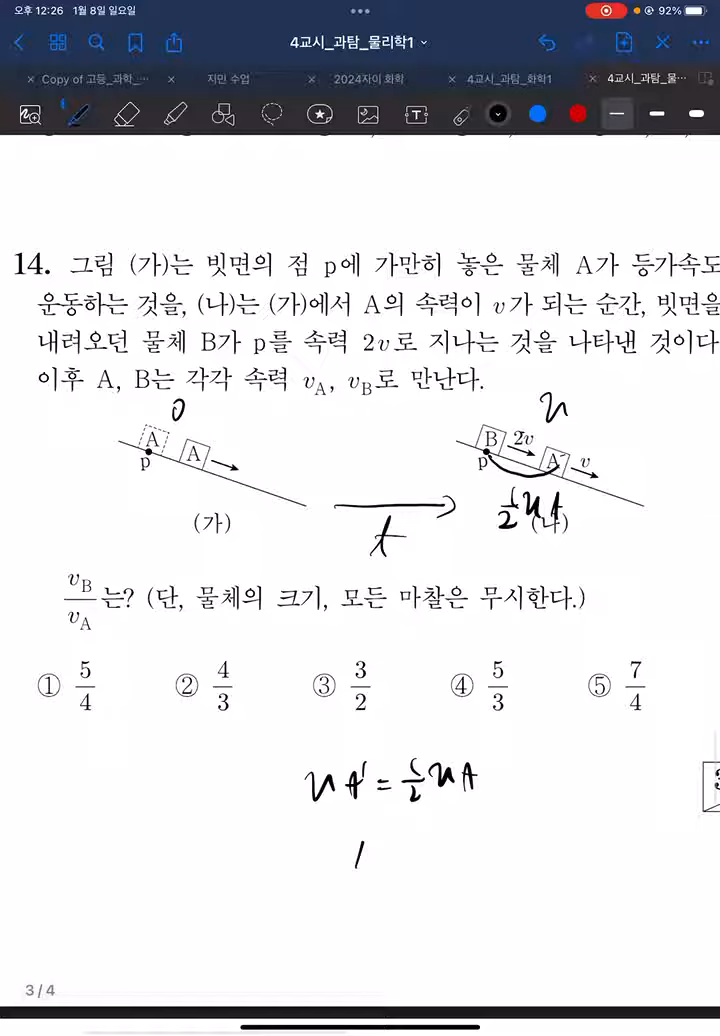 오후 12:26 1월 8일 일요일
92%
4교시_과탐_물리학1
Copy of 고등_과학_…
지민 수업
2024자이 화학
4교시_과탐_화학1
4교시_과탐_물…
14. 그림 (가)는 빗면의 점 p에 가만히 놓은 물체 A가 등가속도
운동하는 것을, (나)는 (가)에서 A의 속력이 v가 되는 순간, 빗면을
내려오던 물체 B가 p를 속력 2v로 지나는 것을 나타낸 것이다
이후 A, B는 각각 속력 vA, vB로 만난다.
0
A
A
p
(가)
t
B
2v
p
A
v
(나)
vB/vA 는? (단, 물체의 크기, 모든 마찰은 무시한다.)
① 5/4 ② 4/3 ③ 3/2 ④ 5/3 ⑤ 7/4
3 / 4